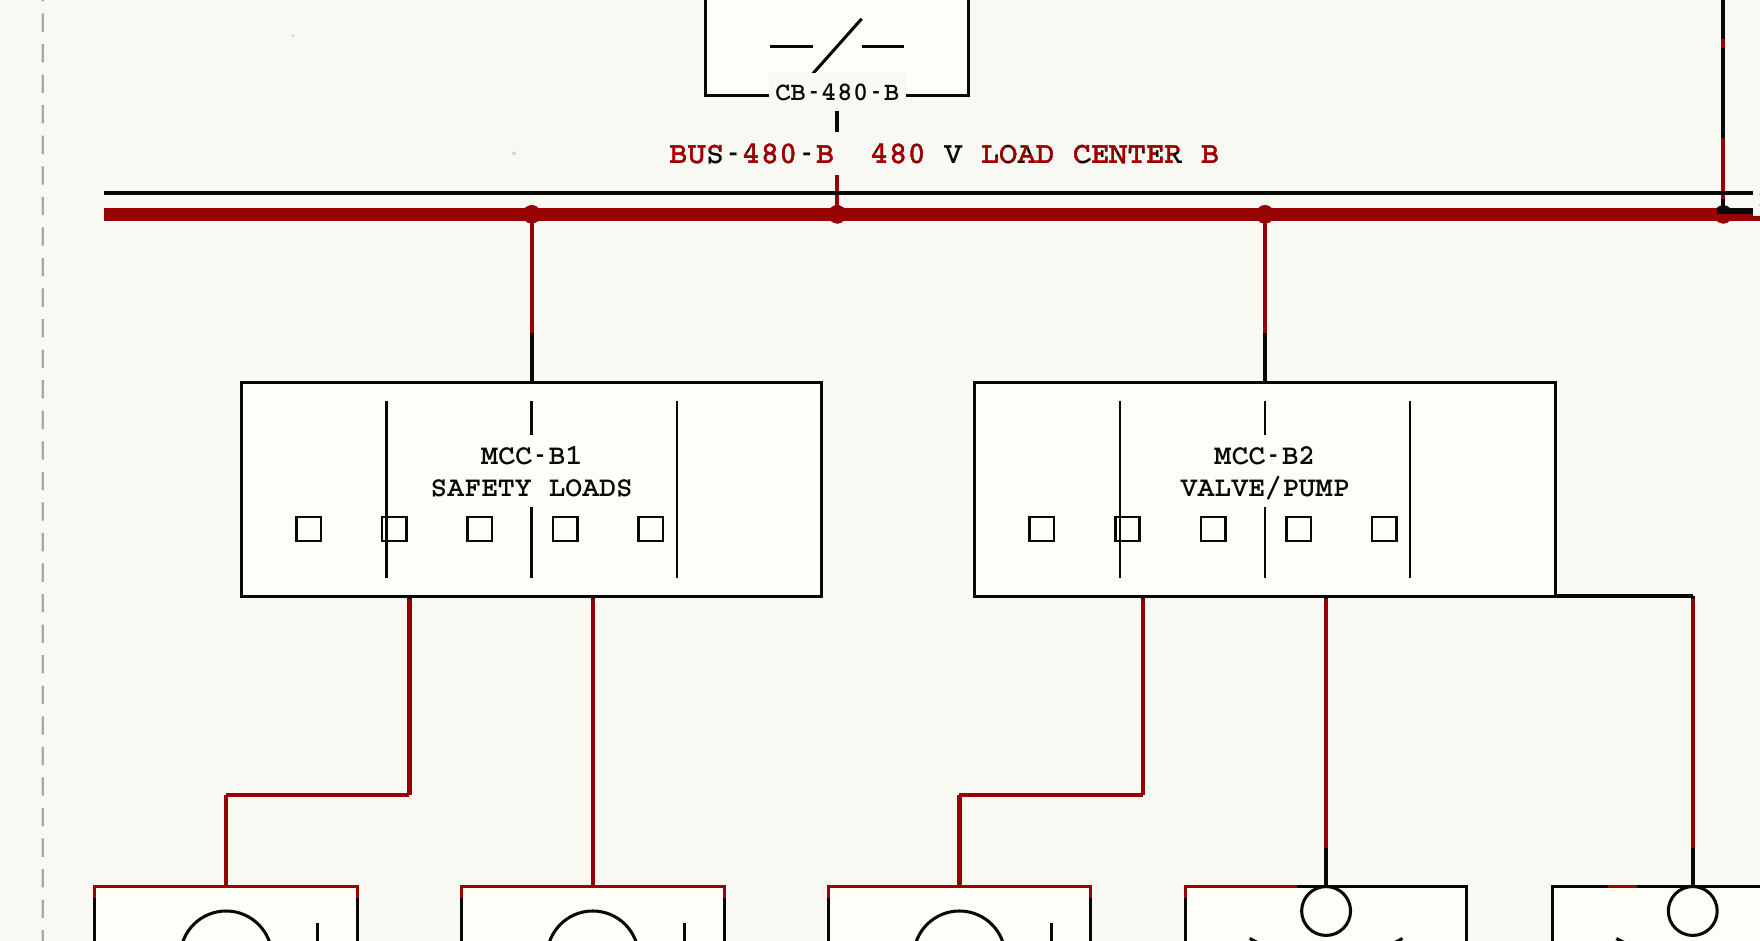 CB-480-B
BUS-480-B 480 V LOAD CENTER B
MCC-B1
SAFETY LOADS
MCC-B2
VALVE/PUMP